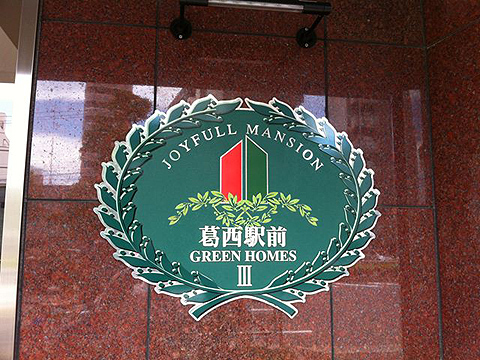 JOYFULL MANSION
葛西駅前
GREEN HOMES
III